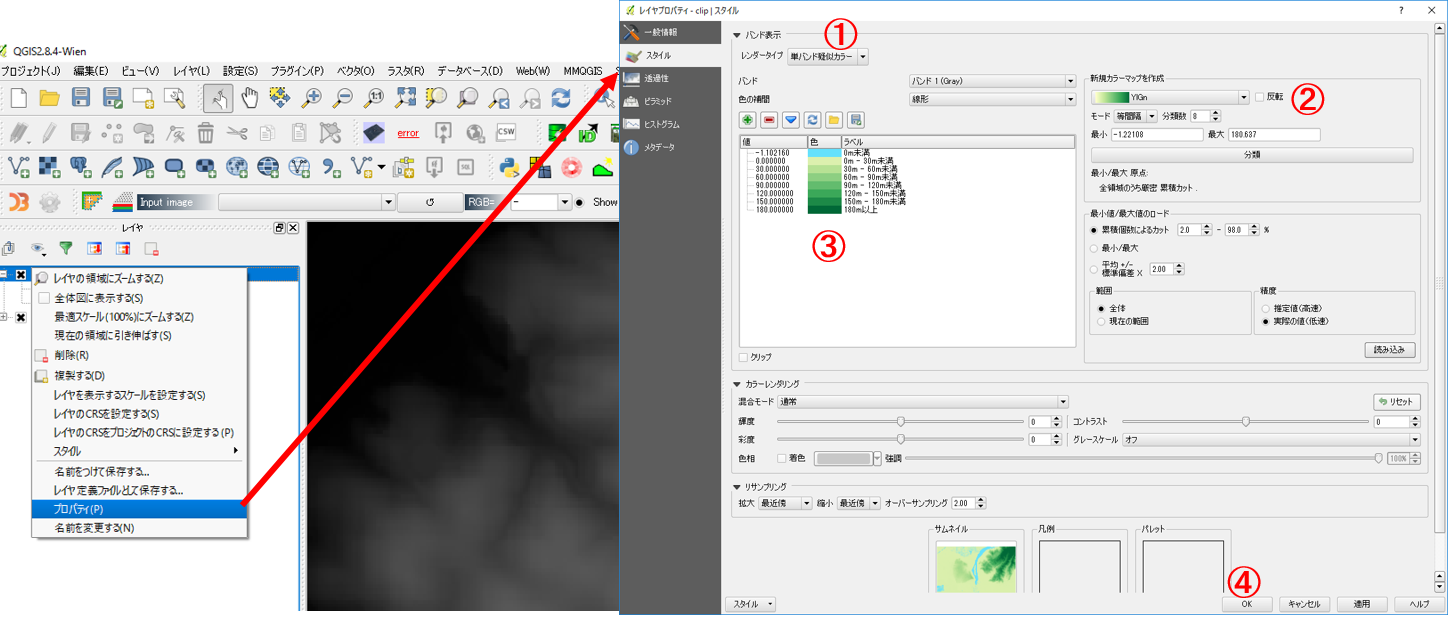 QGIS2.8.4-Wien
プロジェクト(J) 編集(E) ビュー(V) レイヤ(L) 設定(S) プラグイン(P) ベクタ(O) ラスタ(R) データベース(D) Web(W) MMQGIS
error
CSW
Input image
RGB=
-
Show
レイヤ
レイヤの領域にズームする(Z)
全体図に表示する(S)
最適スケール(100%)にズームする(Z)
現在の領域に引き伸ばす(S)
削除(R)
複製する(D)
レイヤを表示するスケールを設定する(S)
レイヤのCRSを設定する(S)
レイヤのCRSをプロジェクトのCRSに設定する(P)
スタイル
名前をつけて保存する...
レイヤ定義ファイルとして保存する...
プロパティ(P)
名前を変更する(N)
レイヤプロパティ - clip | スタイル
一般情報
スタイル
透過性
ピラミッド
ヒストグラム
メタデータ
バンド表示
①
レンダータイプ 単バンド疑似カラー
バンド バンド 1 (Gray)
色の補間 線形
値 色 ラベル
-1.102160 0m未満
0.000000 0m - 30m未満
30.000000 30m - 60m未満
60.000000 60m - 90m未満
90.000000 90m - 120m未満
120.000000 120m - 150m未満
150.000000 150m - 180m未満
180.000000 180m以上
③
クリップ
新規カラーマップを作成
YlGn 反転
②
モード 等間隔 分類数 8
最小 -1.22108 最大 180.637
分類
最小/最大 原点:
全領域のうち厳密 累積カット .
最小値/最大値のロード
累積個数によるカット 2.0 - 98.0 %
最小/最大
平均 +/-
標準偏差 × 2.00
範囲
全体
現在の範囲
精度
推定値(高速)
実際の値(低速)
読み込み
カラーレンダリング
混合モード 通常
リセット
輝度 0 コントラスト 0
彩度 0 グレースケール オフ
色相 着色 強調 100%
リサンプリング
拡大 最近傍 縮小 最近傍 オーバーサンプリング 2.00
サムネイル
凡例
パレット
④
スタイル
OK
キャンセル
適用
ヘルプ